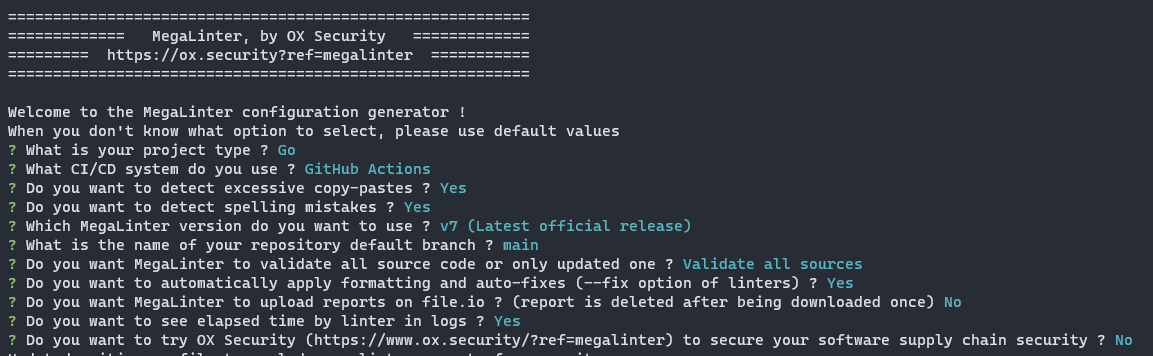 ==========================================================
=============   MegaLinter, by OX Security   =============
=========  https://ox.security?ref=megalinter  ===========
==========================================================
Welcome to the MegaLinter configuration generator !
When you don't know what option to select, please use default values
? What is your project type ? Go
? What CI/CD system do you use ? GitHub Actions
? Do you want to detect excessive copy-pastes ? Yes
? Do you want to detect spelling mistakes ? Yes
? Which MegaLinter version do you want to use ? v7 (Latest official release)
? What is the name of your repository default branch ? main
? Do you want MegaLinter to validate all source code or only updated one ? Validate all sources
? Do you want to automatically apply formatting and auto-fixes (--fix option of linters) ? Yes
? Do you want MegaLinter to upload reports on file.io ? (report is deleted after being downloaded once) No
? Do you want to see elapsed time by linter in logs ? Yes
? Do you want to try OX Security (https://www.ox.security/?ref=megalinter) to secure your software supply chain security ? No